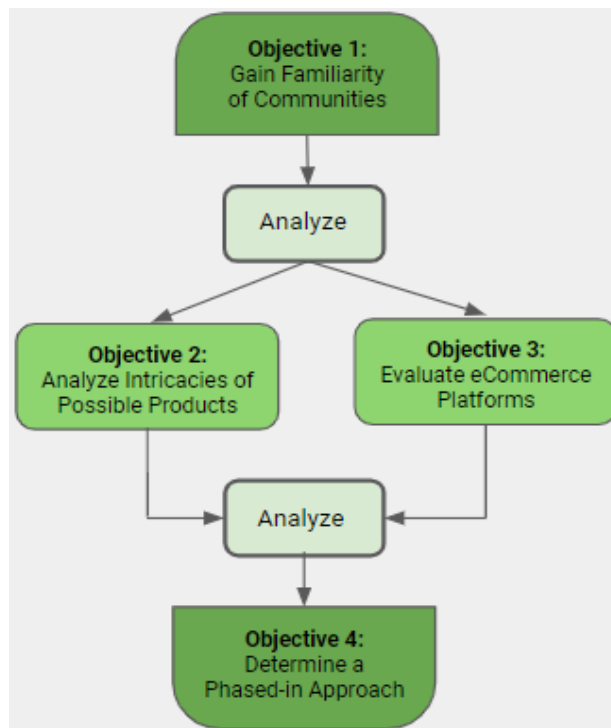 Objective 1:
Gain Familiarity
of Communities
Analyze
Objective 2:
Analyze Intricacies of
Possible Products
Objective 3:
Evaluate eCommerce
Platforms
Analyze
Objective 4:
Determine a
Phased-in Approach